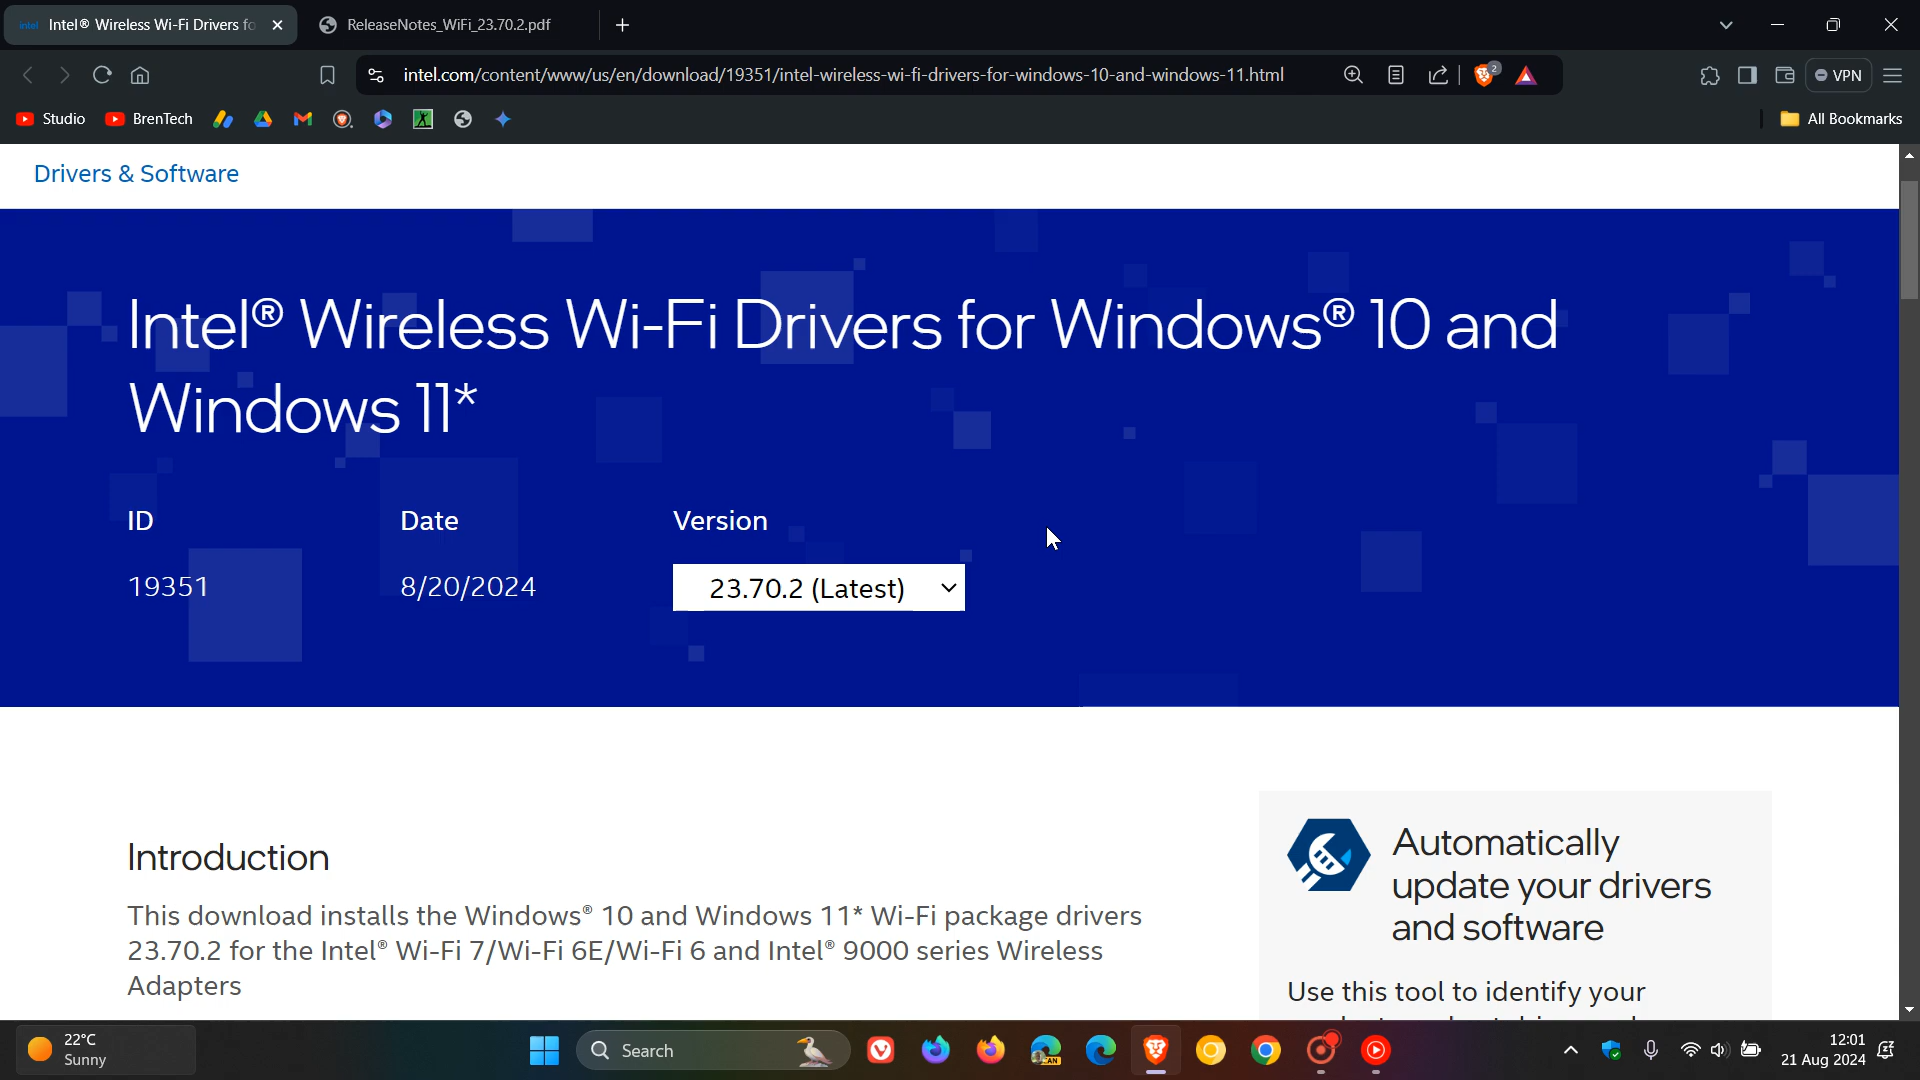 intel Intel® Wireless Wi-Fi Drivers fo ReleaseNotes_WiFi_23.70.2.pdf
intel.com/content/www/us/en/download/19351/intel-wireless-wi-fi-drivers-for-windows-10-and-windows-11.html 2 VPN
Studio BrenTech All Bookmarks
Drivers & Software
Intel® Wireless Wi-Fi Drivers for Windows® 10 and
Windows 11*
ID Date Version
19351 8/20/2024 23.70.2 (Latest)
Introduction
This download installs the Windows® 10 and Windows 11* Wi-Fi package drivers
23.70.2 for the Intel® Wi-Fi 7/Wi-Fi 6E/Wi-Fi 6 and Intel® 9000 series Wireless
Adapters
Automatically
update your drivers
and software
Use this tool to identify your
22°C
Sunny
Search
CAN
12:01
21 Aug 2024